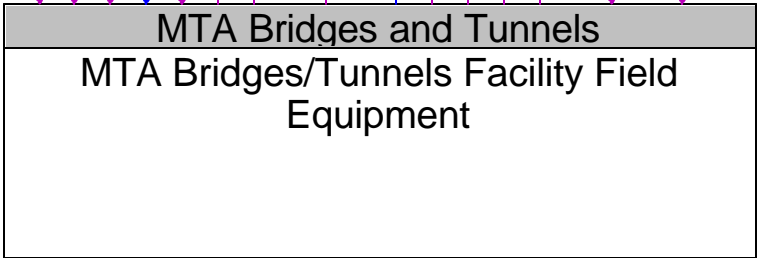 MTA Bridges and Tunnels
MTA Bridges/Tunnels Facility Field
Equipment